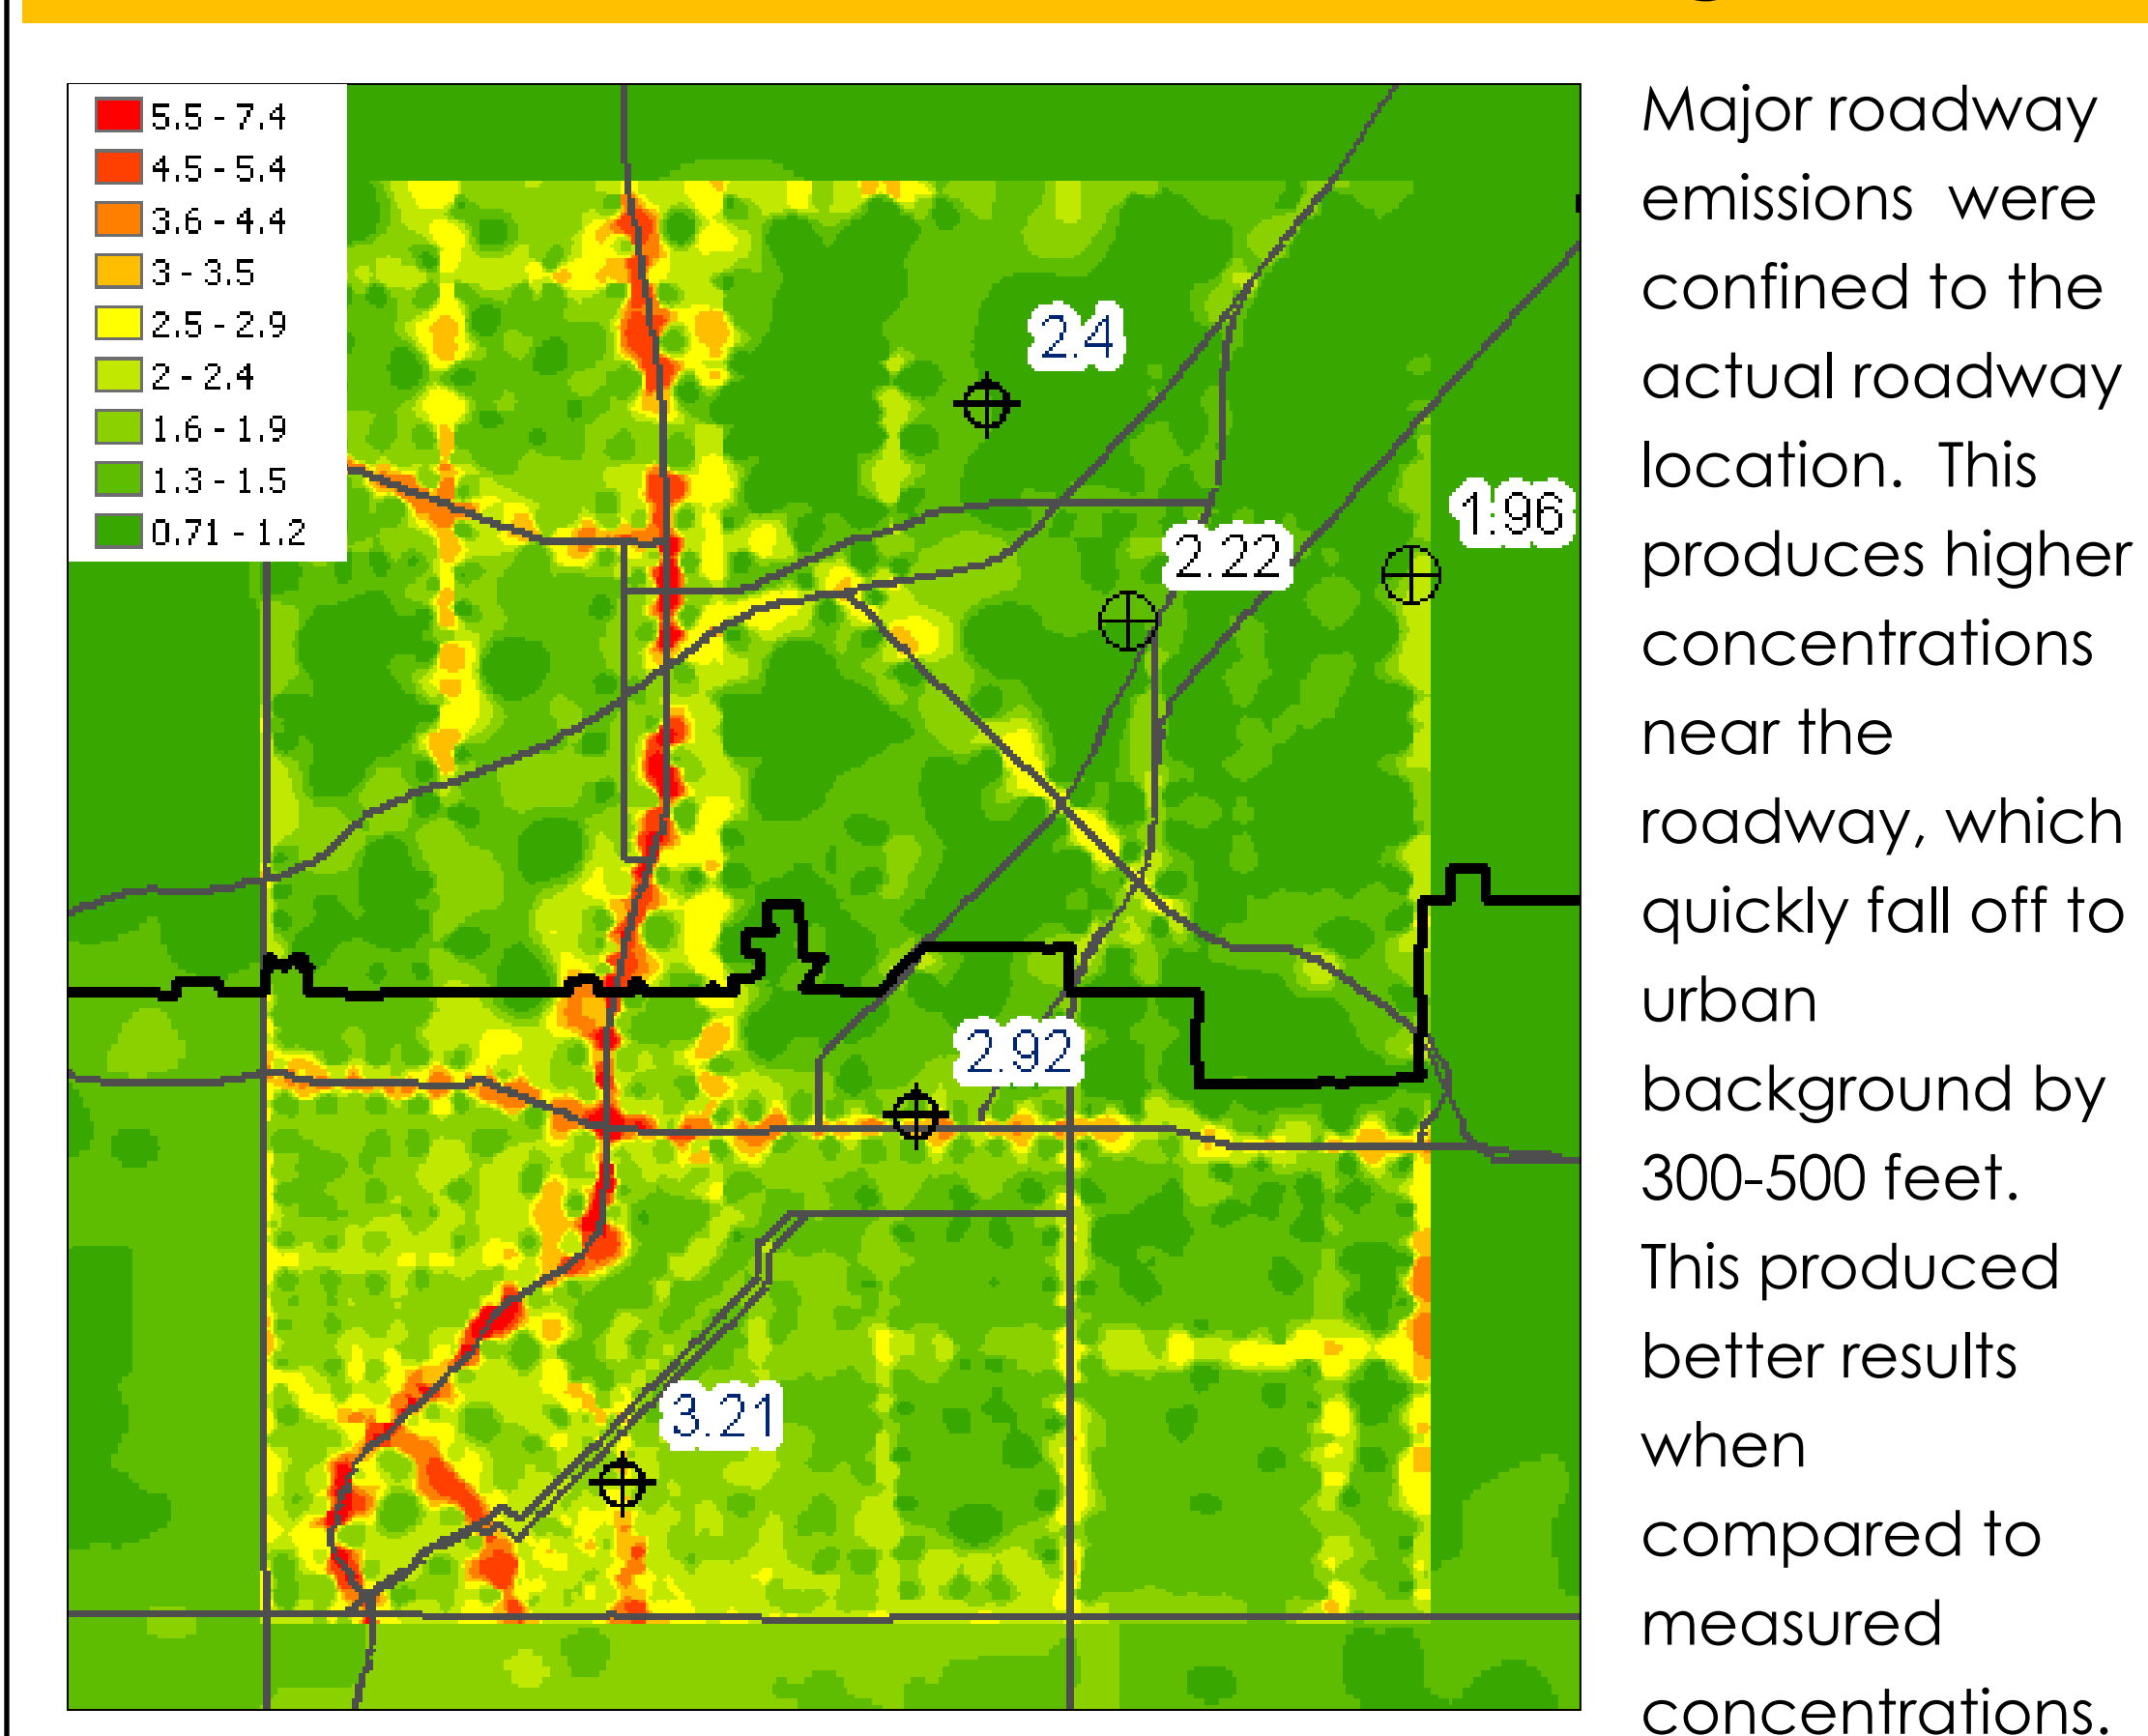 5.5 - 7.4
4.5 - 5.4
3.6 - 4.4
3 - 3.5
2.5 - 2.9
2 - 2.4
1.6 - 1.9
1.3 - 1.5
0.71 - 1.2
2.4
1.96
2.22
2.92
3.21
Major roadway
emissions were
confined to the
actual roadway
location. This
produces higher
concentrations
near the
roadway, which
quickly fall off to
urban
background by
300-500 feet.
This produced
better results
when
compared to
measured
concentrations.